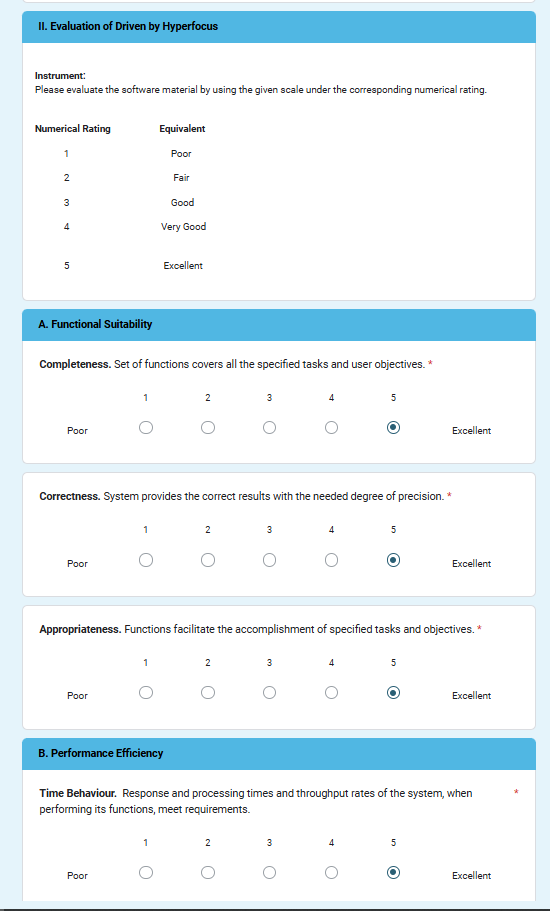 II. Evaluation of Driven by Hyperfocus
Instrument:
Please evaluate the software material by using the given scale under the corresponding numerical rating.
Numerical Rating Equivalent
1 Poor
2 Fair
3 Good
4 Very Good
5 Excellent
A. Functional Suitability
Completeness. Set of functions covers all the specified tasks and user objectives. *
1 2 3 4 5
Poor Excellent
Correctness. System provides the correct results with the needed degree of precision. *
1 2 3 4 5
Poor Excellent
Appropriateness. Functions facilitate the accomplishment of specified tasks and objectives. *
1 2 3 4 5
Poor Excellent
B. Performance Efficiency
Time Behaviour. Response and processing times and throughput rates of the system, when *
performing its functions, meet requirements.
1 2 3 4 5
Poor Excellent